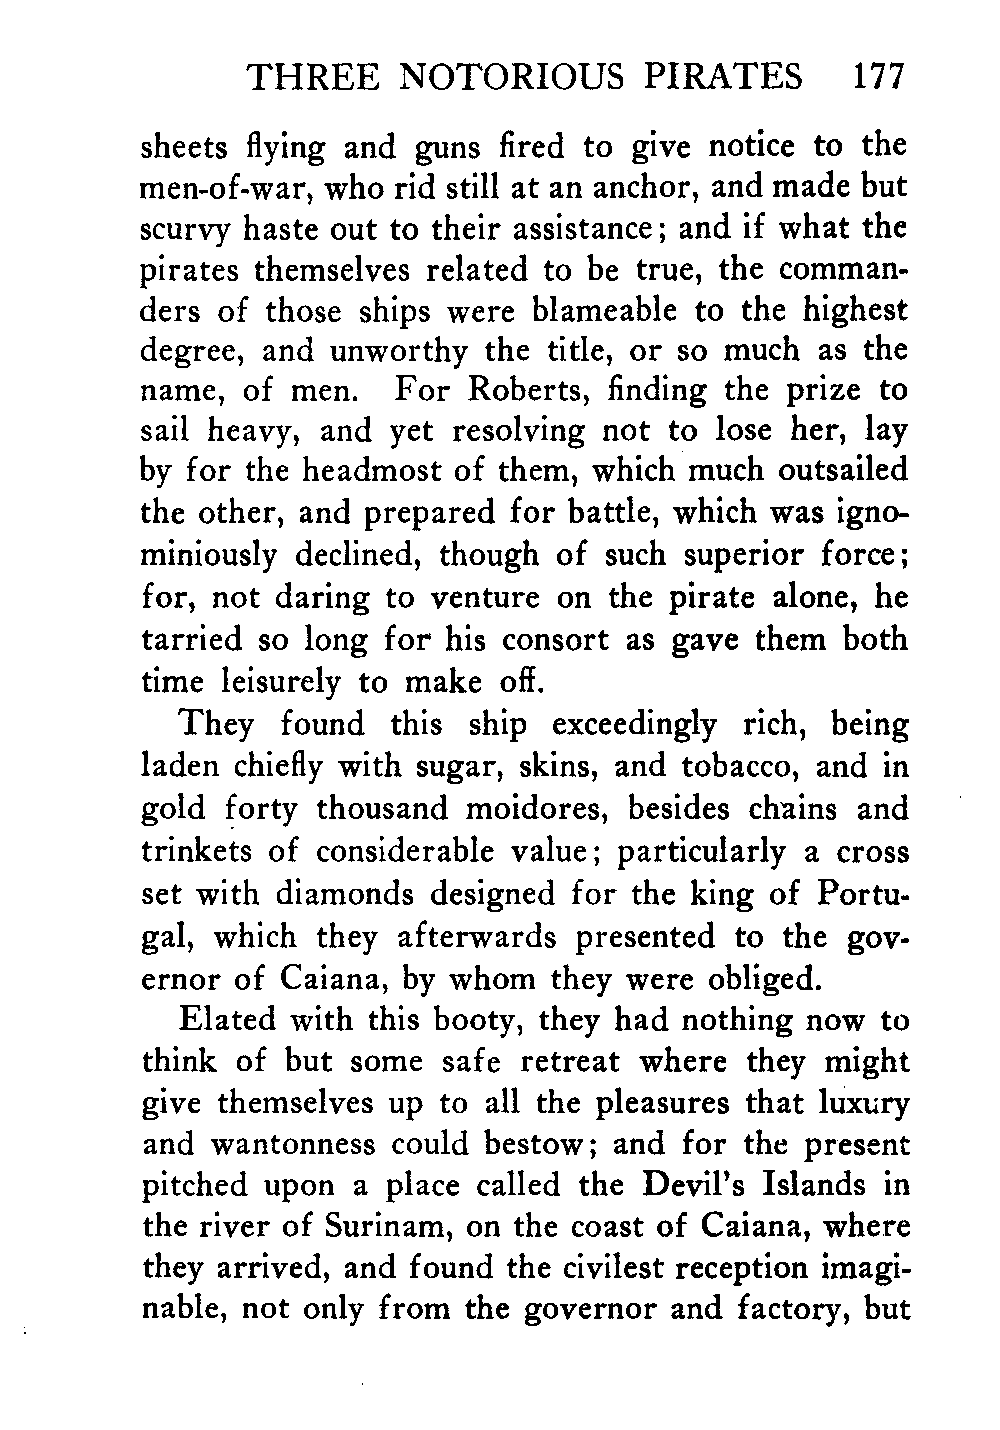 THREE NOTORIOUS PIRATES 177
sheets flying and guns fired to give notice to the
men-of-war, who rid still at an anchor, and made but
scurvy haste out to their assistance; and if what the
pirates themselves related to be true, the comman-
ders of those ships were blameable to the highest
degree, and unworthy the title, or so much as the
name, of men. For Roberts, finding the prize to
sail heavy, and yet resolving not to lose her, lay
by for the headmost of them, which much outsailed
the other, and prepared for battle, which was igno-
miniously declined, though of such superior force;
for, not daring to venture on the pirate alone, he
tarried so long for his consort as gave them both
time leisurely to make off.
They found this ship exceedingly rich, being
laden chiefly with sugar, skins, and tobacco, and in
gold forty thousand moidores, besides chains and
trinkets of considerable value; particularly a cross
set with diamonds designed for the king of Portu-
gal, which they afterwards presented to the gov-
ernor of Caiana, by whom they were obliged.
Elated with this booty, they had nothing now to
think of but some safe retreat where they might
give themselves up to all the pleasures that luxury
and wantonness could bestow; and for the present
pitched upon a place called the Devil's Islands in
the river of Surinam, on the coast of Caiana, where
they arrived, and found the civilest reception imagi-
nable, not only from the governor and factory, but